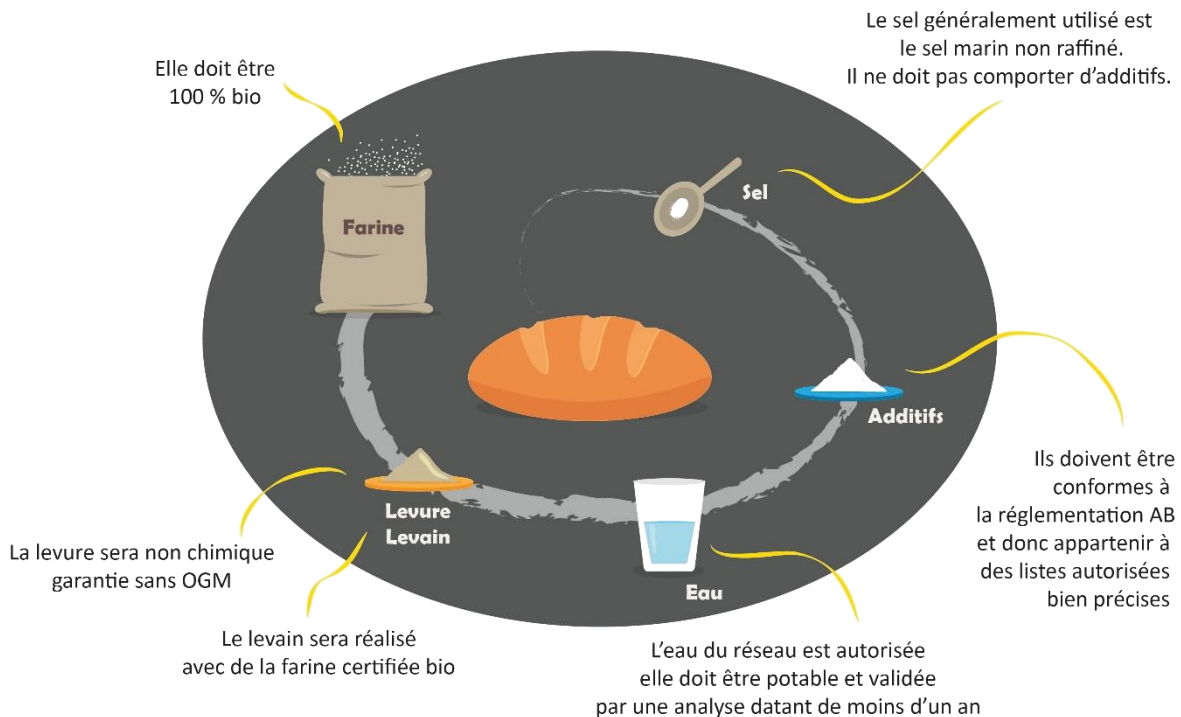 Le sel généralement utilisé est
le sel marin non raffiné.
Il ne doit pas comporter d’additifs.
Elle doit être
100 % bio
Sel
Farine
Additifs
Ils doivent être
conformes à
la réglementation AB
et donc appartenir à
des listes autorisées
bien précises
Levure
Levain
La levure sera non chimique
garantie sans OGM
Eau
Le levain sera réalisé
avec de la farine certifiée bio
L’eau du réseau est autorisée
elle doit être potable et validée
par une analyse datant de moins d’un an